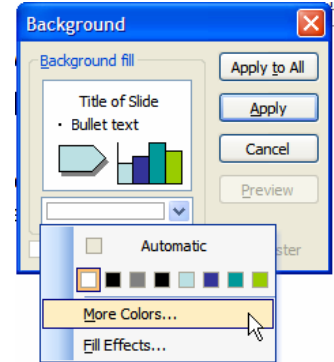 Background
Background fill
Title of Slide
• Bullet text
Apply to All
Apply
Cancel
Preview
Automatic
ster
More Colors...
Fill Effects...